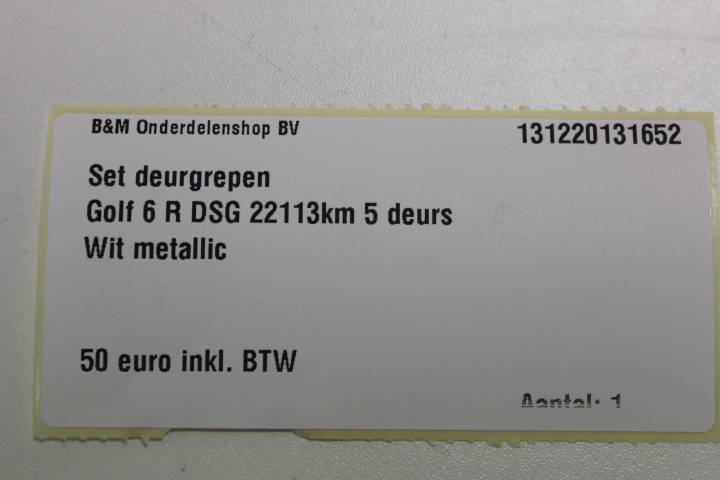 B&M Onderdelenshop BV 131220131652
Set deurgrepen
Golf 6 R DSG 22113km 5 deurs
Wit metallic
50 euro inkl. BTW
Aantal: 1